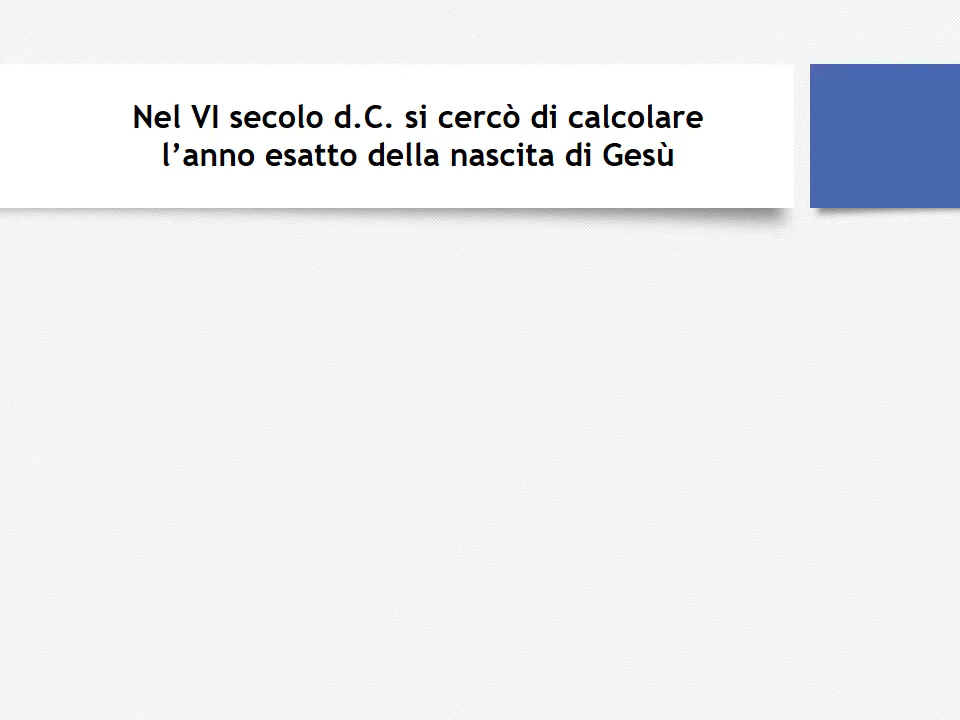 Nel VI secolo d.C. si cercò di calcolare
l’anno esatto della nascita di Gesù